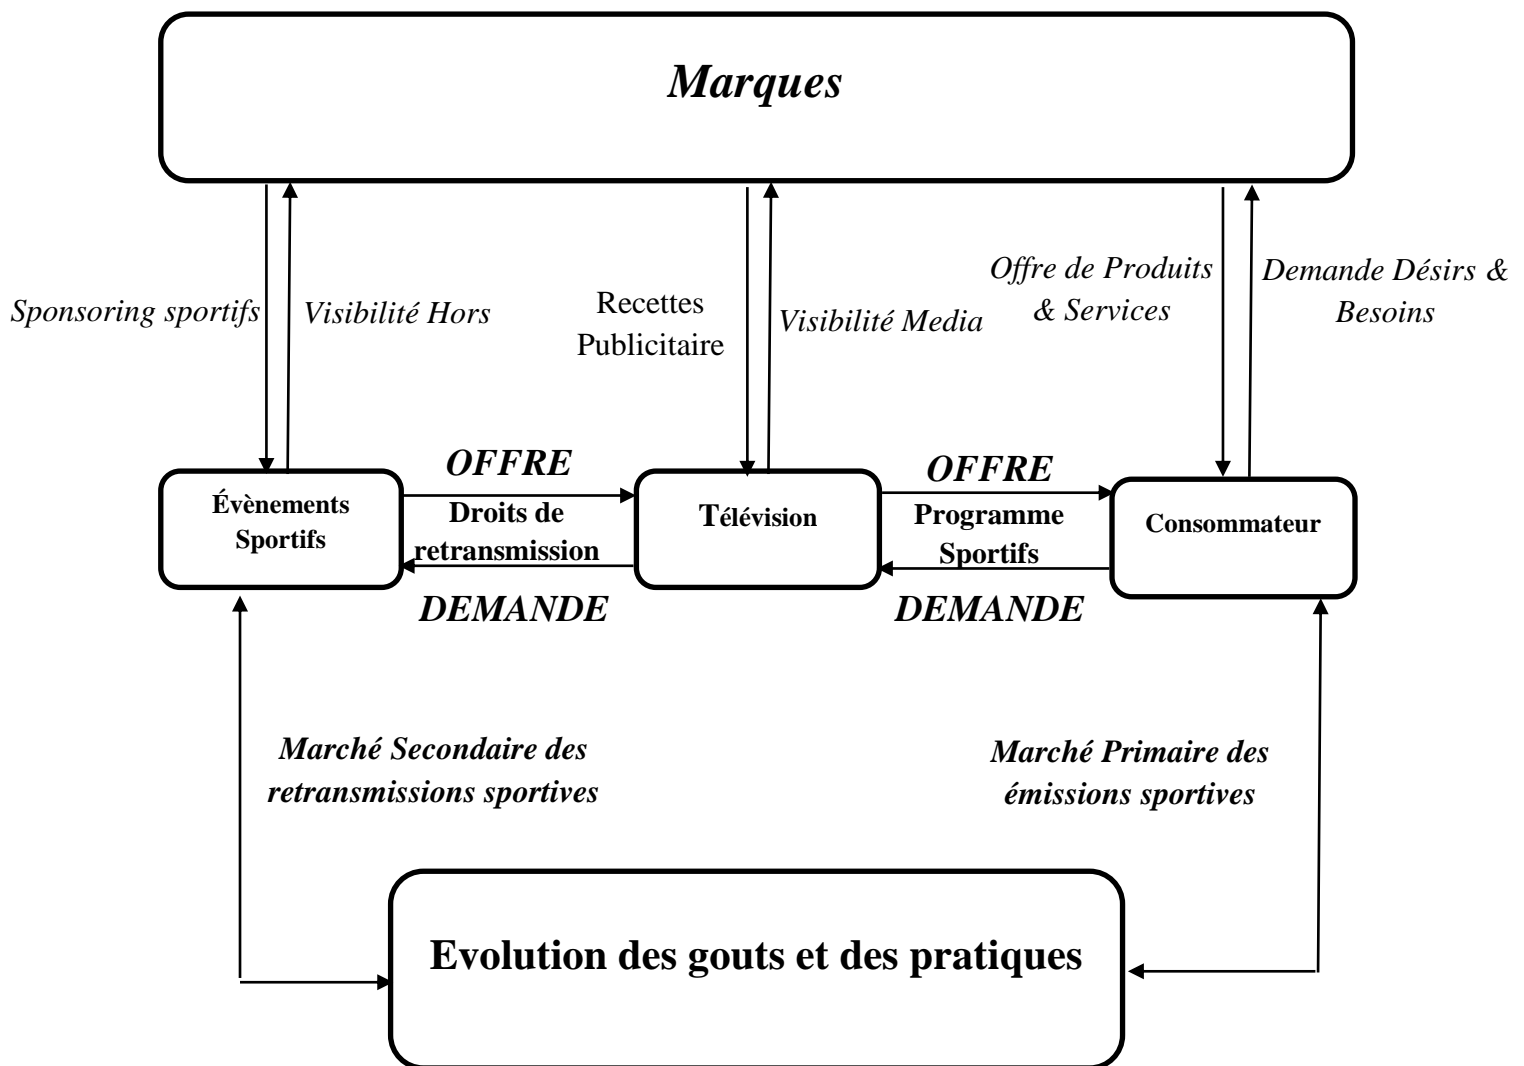 Marques
Sponsoring sportifs
Visibilité Hors
Recettes
Publicitaire
Visibilité Media
Offre de Produits
& Services
Demande Désirs &
Besoins
Évènements
Sportifs
OFFRE
Droits de
retransmission
DEMANDE
Télévision
OFFRE
Programme
Sportifs
DEMANDE
Consommateur
Marché Secondaire des
retransmissions sportives
Marché Primaire des
émissions sportives
Evolution des gouts et des pratiques